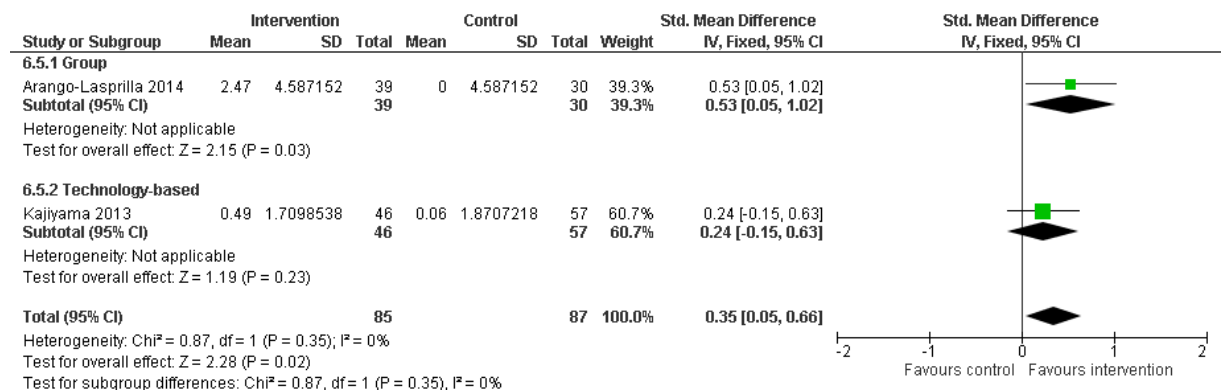 Intervention Control Std. Mean Difference Std. Mean Difference
Study or Subgroup Mean SD Total Mean SD Total Weight IV, Fixed, 95% CI IV, Fixed, 95% CI
6.5.1 Group
Arango-Lasprilla 2014 2.47 4.587152 39 0 4.587152 30 39.3% 0.53 [0.05, 1.02]
Subtotal (95% CI) 39 30 39.3% 0.53 [0.05, 1.02]
Heterogeneity: Not applicable
Test for overall effect: Z = 2.15 (P = 0.03)
6.5.2 Technology-based
Kajiyama 2013 0.49 1.7098538 46 0.06 1.8707218 57 60.7% 0.24 [-0.15, 0.63]
Subtotal (95% CI) 46 57 60.7% 0.24 [-0.15, 0.63]
Heterogeneity: Not applicable
Test for overall effect: Z = 1.19 (P = 0.23)
Total (95% CI) 85 87 100.0% 0.35 [0.05, 0.66]
Heterogeneity: Chi² = 0.87, df = 1 (P = 0.35); I² = 0%
Test for overall effect: Z = 2.28 (P = 0.02)
Test for subgroup differences: Chi² = 0.87, df = 1 (P = 0.35), I² = 0%
-2 -1 0 1 2
Favours control Favours intervention